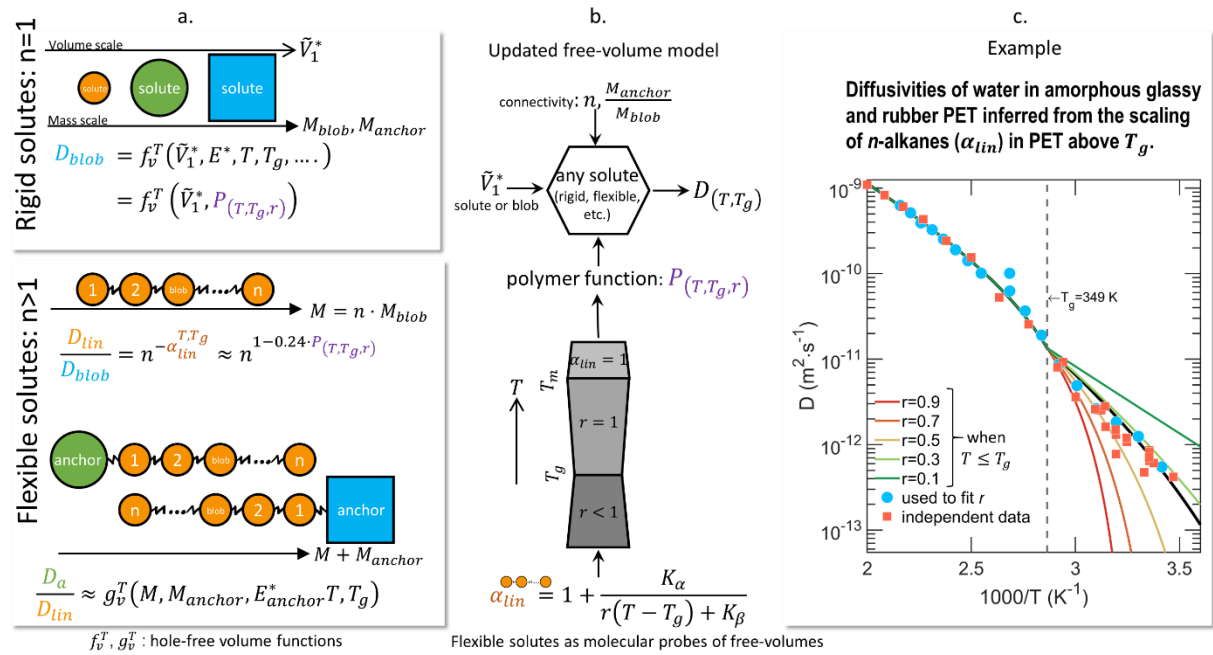 a.
Rigid solutes: n=1
Volume scale
Ṽ₁*
solute
solute
solute
Mass scale
M_blob, M_anchor
D_blob = f_v^T(Ṽ₁*, E*, T, T_g, ….)
= f_v^T(Ṽ₁*, P_(T,T_g,r))
Flexible solutes: n>1
1 2 blob n
M = n · M_blob
D_lin / D_blob = n^(−α_lin^(T,Tg)) ≈ n^(1−0.24·P_(T,T_g,r))
anchor 1 2 blob n
n blob 2 1 anchor
M + M_anchor
D_a / D_lin ≈ g_v^T(M, M_anchor, E*_anchor T, T_g)
f_v^T, g_v^T : hole-free volume functions
b.
Updated free-volume model
connectivity: n, M_anchor / M_blob
Ṽ₁*
solute or blob
any solute
(rigid, flexible,
etc.)
D_(T,T_g)
polymer function: P_(T,T_g,r)
α_lin = 1
T_m
T
r = 1
T_g
r < 1
α_lin = 1 + K_α / (r(T − T_g) + K_β)
Flexible solutes as molecular probes of free-volumes
c.
Example
Diffusivities of water in amorphous glassy
and rubber PET inferred from the scaling
of n-alkanes (α_lin) in PET above T_g.
D (m²·s⁻¹)
10⁻⁹
10⁻¹⁰
10⁻¹¹
10⁻¹²
10⁻¹³
←T_g=349 K
r=0.9
r=0.7
r=0.5
r=0.3
r=0.1
when
T ≤ T_g
used to fit r
independent data
2 2.5 3 3.5
1000/T (K⁻¹)